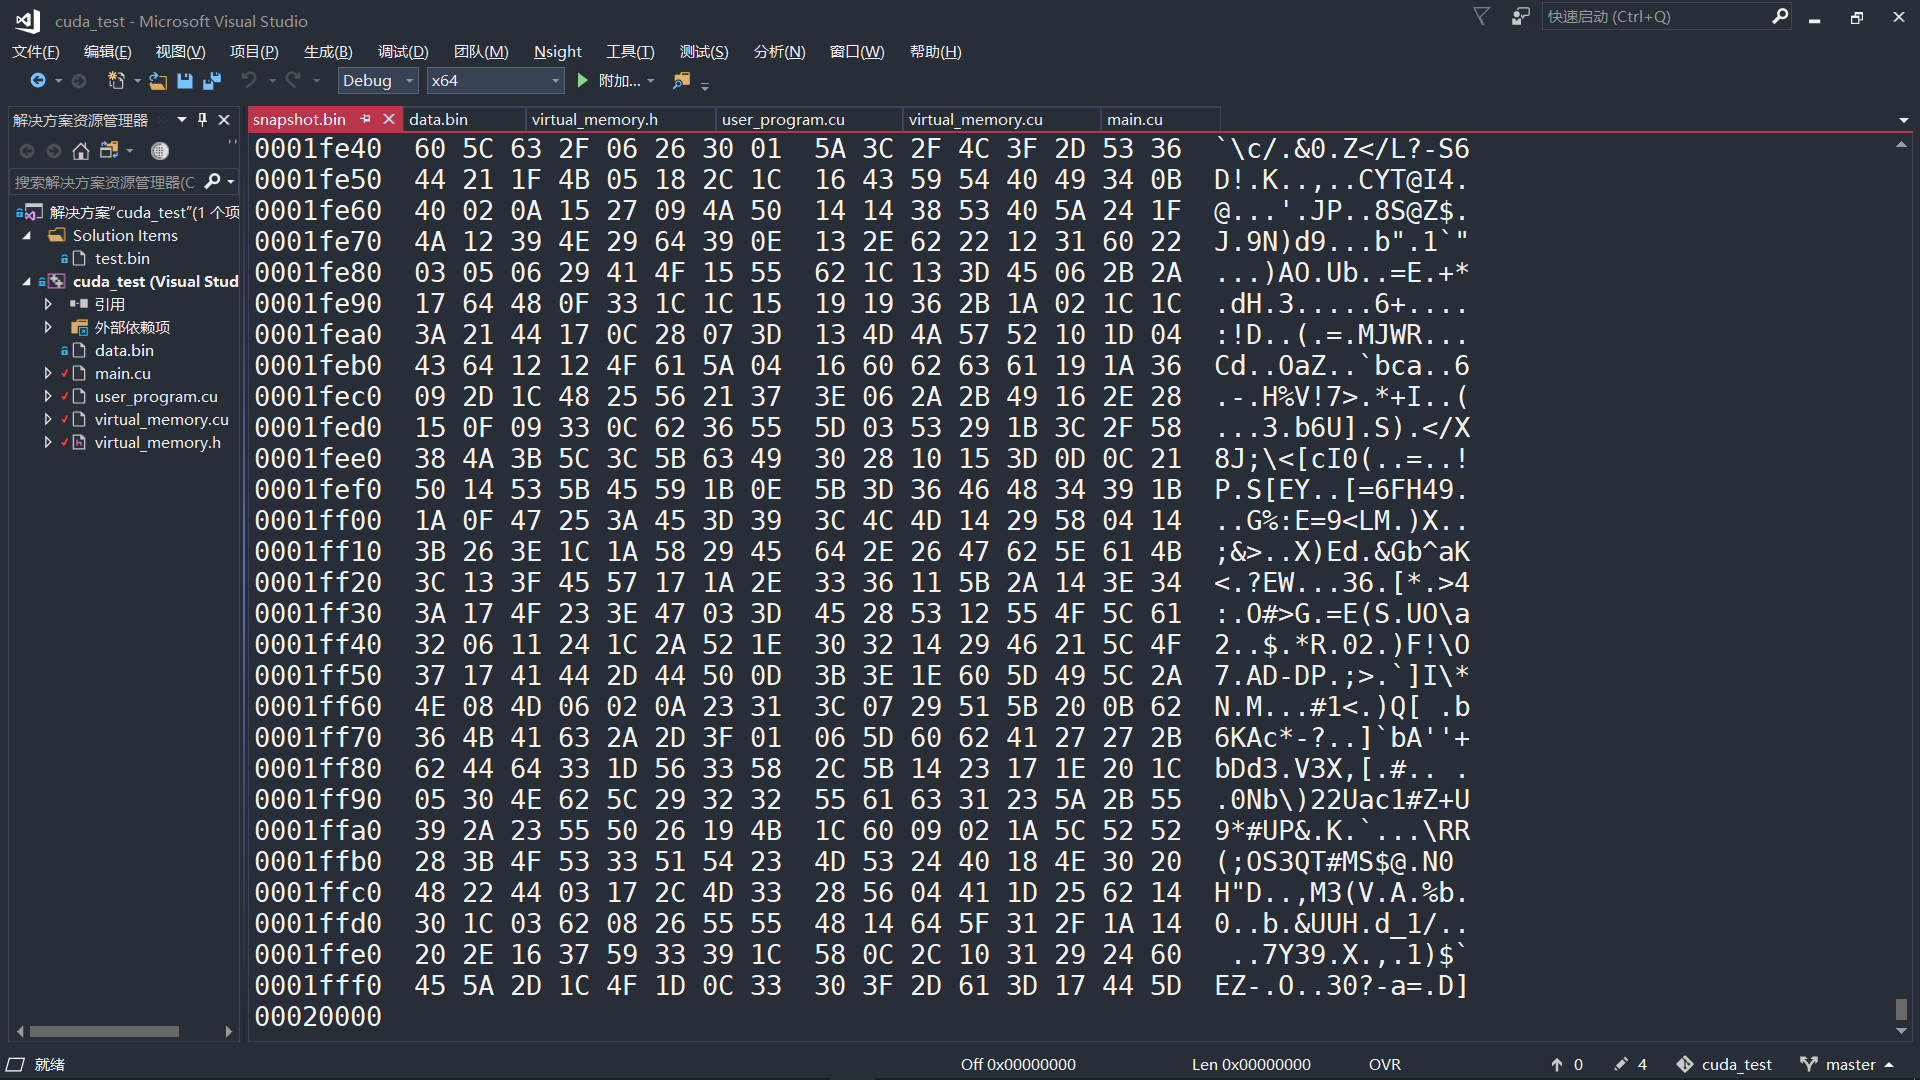 cuda_test - Microsoft Visual Studio
快速启动 (Ctrl+Q)
文件(F) 编辑(E) 视图(V) 项目(P) 生成(B) 调试(D) 团队(M) Nsight 工具(T) 测试(S) 分析(N) 窗口(W) 帮助(H)
Debug x64 附加...
解决方案资源管理器
搜索解决方案资源管理器(C
解决方案"cuda_test"(1 个项
Solution Items
test.bin
cuda_test (Visual Stud
引用
外部依赖项
data.bin
main.cu
user_program.cu
virtual_memory.cu
virtual_memory.h
snapshot.bin data.bin virtual_memory.h user_program.cu virtual_memory.cu main.cu
0001fe40 60 5C 63 2F 06 26 30 01 5A 3C 2F 4C 3F 2D 53 36 `\c/.&0.Z</L?-S6
0001fe50 44 21 1F 4B 05 18 2C 1C 16 43 59 54 40 49 34 0B D!.K..,..CYT@I4.
0001fe60 40 02 0A 15 27 09 4A 50 14 14 38 53 40 5A 24 1F @...'.JP..8S@Z$.
0001fe70 4A 12 39 4E 29 64 39 0E 13 2E 62 22 12 31 60 22 J.9N)d9...b".1`"
0001fe80 03 05 06 29 41 4F 15 55 62 1C 13 3D 45 06 2B 2A ...)AO.Ub..=E.+*
0001fe90 17 64 48 0F 33 1C 1C 15 19 19 36 2B 1A 02 1C 1C .dH.3.....6+....
0001fea0 3A 21 44 17 0C 28 07 3D 13 4D 4A 57 52 10 1D 04 :!D..(.=.MJWR...
0001feb0 43 64 12 12 4F 61 5A 04 16 60 62 63 61 19 1A 36 Cd..OaZ..`bca..6
0001fec0 09 2D 1C 48 25 56 21 37 3E 06 2A 2B 49 16 2E 28 .-.H%V!7>.*+I..(
0001fed0 15 0F 09 33 0C 62 36 55 5D 03 53 29 1B 3C 2F 58 ...3.b6U].S).</X
0001fee0 38 4A 3B 5C 3C 5B 63 49 30 28 10 15 3D 0D 0C 21 8J;\<[cI0(..=..!
0001fef0 50 14 53 5B 45 59 1B 0E 5B 3D 36 46 48 34 39 1B P.S[EY..[=6FH49.
0001ff00 1A 0F 47 25 3A 45 3D 39 3C 4C 4D 14 29 58 04 14 ..G%:E=9<LM.)X..
0001ff10 3B 26 3E 1C 1A 58 29 45 64 2E 26 47 62 5E 61 4B ;&>..X)Ed.&Gb^aK
0001ff20 3C 13 3F 45 57 17 1A 2E 33 36 11 5B 2A 14 3E 34 <.?EW...36.[*.>4
0001ff30 3A 17 4F 23 3E 47 03 3D 45 28 53 12 55 4F 5C 61 :.O#>G.=E(S.UO\a
0001ff40 32 06 11 24 1C 2A 52 1E 30 32 14 29 46 21 5C 4F 2..$.*R.02.)F!\O
0001ff50 37 17 41 44 2D 44 50 0D 3B 3E 1E 60 5D 49 5C 2A 7.AD-DP.;>.`]I\*
0001ff60 4E 08 4D 06 02 0A 23 31 3C 07 29 51 5B 20 0B 62 N.M...#1<.)Q[ .b
0001ff70 36 4B 41 63 2A 2D 3F 01 06 5D 60 62 41 27 27 2B 6KAc*-?..]`bA''+
0001ff80 62 44 64 33 1D 56 33 58 2C 5B 14 23 17 1E 20 1C bDd3.V3X,[.#.. .
0001ff90 05 30 4E 62 5C 29 32 32 55 61 63 31 23 5A 2B 55 .0Nb\)22Uac1#Z+U
0001ffa0 39 2A 23 55 50 26 19 4B 1C 60 09 02 1A 5C 52 52 9*#UP&.K.`...\RR
0001ffb0 28 3B 4F 53 33 51 54 23 4D 53 24 40 18 4E 30 20 (;OS3QT#MS$@.N0
0001ffc0 48 22 44 03 17 2C 4D 33 28 56 04 41 1D 25 62 14 H"D..,M3(V.A.%b.
0001ffd0 30 1C 03 62 08 26 55 55 48 14 64 5F 31 2F 1A 14 0..b.&UUH.d_1/..
0001ffe0 20 2E 16 37 59 33 39 1C 58 0C 2C 10 31 29 24 60  ..7Y39.X.,.1)$`
0001fff0 45 5A 2D 1C 4F 1D 0C 33 30 3F 2D 61 3D 17 44 5D EZ-.O..30?-a=.D]
00020000
就绪 Off 0x00000000 Len 0x00000000 OVR 0 4 cuda_test master